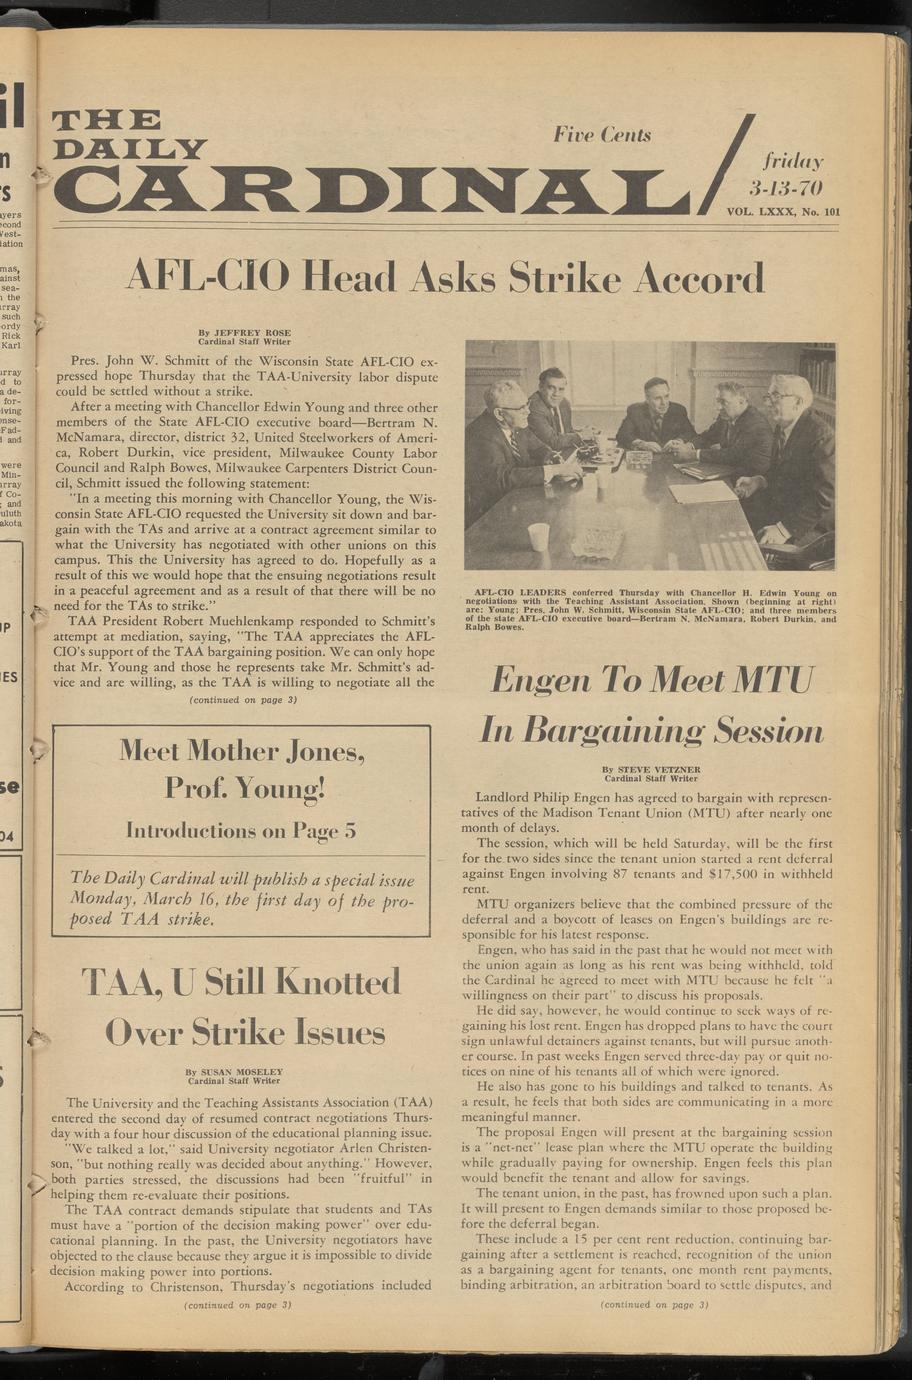 THE
DAILY
CARDINAL
Five Cents
friday
3-13-70
VOL. LXXX, No. 101
AFL-CIO Head Asks Strike Accord
By JEFFREY ROSE
Cardinal Staff Writer
Pres. John W. Schmitt of the Wisconsin State AFL-CIO ex-
pressed hope Thursday that the TAA-University labor dispute
could be settled without a strike.
After a meeting with Chancellor Edwin Young and three other
members of the State AFL-CIO executive board—Bertram N.
McNamara, director, district 32, United Steelworkers of Ameri-
ca, Robert Durkin, vice president, Milwaukee County Labor
Council and Ralph Bowes, Milwaukee Carpenters District Coun-
cil, Schmitt issued the following statement:
"In a meeting this morning with Chancellor Young, the Wis-
consin State AFL-CIO requested the University sit down and bar-
gain with the TAs and arrive at a contract agreement similar to
what the University has negotiated with other unions on this
campus. This the University has agreed to do. Hopefully as a
result of this we would hope that the ensuing negotiations result
in a peaceful agreement and as a result of that there will be no
need for the TAs to strike."
TAA President Robert Muehlenkamp responded to Schmitt's
attempt at mediation, saying, "The TAA appreciates the AFL-
CIO's support of the TAA bargaining position. We can only hope
that Mr. Young and those he represents take Mr. Schmitt's ad-
vice and are willing, as the TAA is willing to negotiate all the
(continued on page 3)
AFL-CIO LEADERS conferred Thursday with Chancellor H. Edwin Young on
negotiations with the Teaching Assistant Association. Shown (beginning at right)
are: Young; Pres. John W. Schmitt, Wisconsin State AFL-CIO; and three members
of the state AFL-CIO executive board—Bertram N. McNamara, Robert Durkin, and
Ralph Bowes.
Meet Mother Jones,
Prof. Young!
Introductions on Page 5
The Daily Cardinal will publish a special issue
Monday, March 16, the first day of the pro-
posed TAA strike.
TAA, U Still Knotted
Over Strike Issues
By SUSAN MOSELEY
Cardinal Staff Writer
The University and the Teaching Assistants Association (TAA)
entered the second day of resumed contract negotiations Thurs-
day with a four hour discussion of the educational planning issue.
"We talked a lot," said University negotiator Arlen Christen-
son, "but nothing really was decided about anything." However,
both parties stressed, the discussions had been "fruitful" in
helping them re-evaluate their positions.
The TAA contract demands stipulate that students and TAs
must have a "portion of the decision making power" over edu-
cational planning. In the past, the University negotiators have
objected to the clause because they argue it is impossible to divide
decision making power into portions.
According to Christenson, Thursday's negotiations included
(continued on page 3)
Engen To Meet MTU
In Bargaining Session
By STEVE VETZNER
Cardinal Staff Writer
Landlord Philip Engen has agreed to bargain with represen-
tatives of the Madison Tenant Union (MTU) after nearly one
month of delays.
The session, which will be held Saturday, will be the first
for the two sides since the tenant union started a rent deferral
against Engen involving 87 tenants and $17,500 in withheld
rent.
MTU organizers believe that the combined pressure of the
deferral and a boycott of leases on Engen's buildings are re-
sponsible for his latest response.
Engen, who has said in the past that he would not meet with
the union again as long as his rent was being withheld, told
the Cardinal he agreed to meet with MTU because he felt "a
willingness on their part" to discuss his proposals.
He did say, however, he would continue to seek ways of re-
gaining his lost rent. Engen has dropped plans to have the court
sign unlawful detainers against tenants, but will pursue anoth-
er course. In past weeks Engen served three-day pay or quit no-
tices on nine of his tenants all of which were ignored.
He also has gone to his buildings and talked to tenants. As
a result, he feels that both sides are communicating in a more
meaningful manner.
The proposal Engen will present at the bargaining session
is a "net-net" lease plan where the MTU operate the building
while gradually paying for ownership. Engen feels this plan
would benefit the tenant and allow for savings.
The tenant union, in the past, has frowned upon such a plan.
It will present to Engen demands similar to those proposed be-
fore the deferral began.
These include a 15 per cent rent reduction, continuing bar-
gaining after a settlement is reached, recognition of the union
as a bargaining agent for tenants, one month rent payments,
binding arbitration, an arbitration board to settle disputes, and
(continued on page 3)